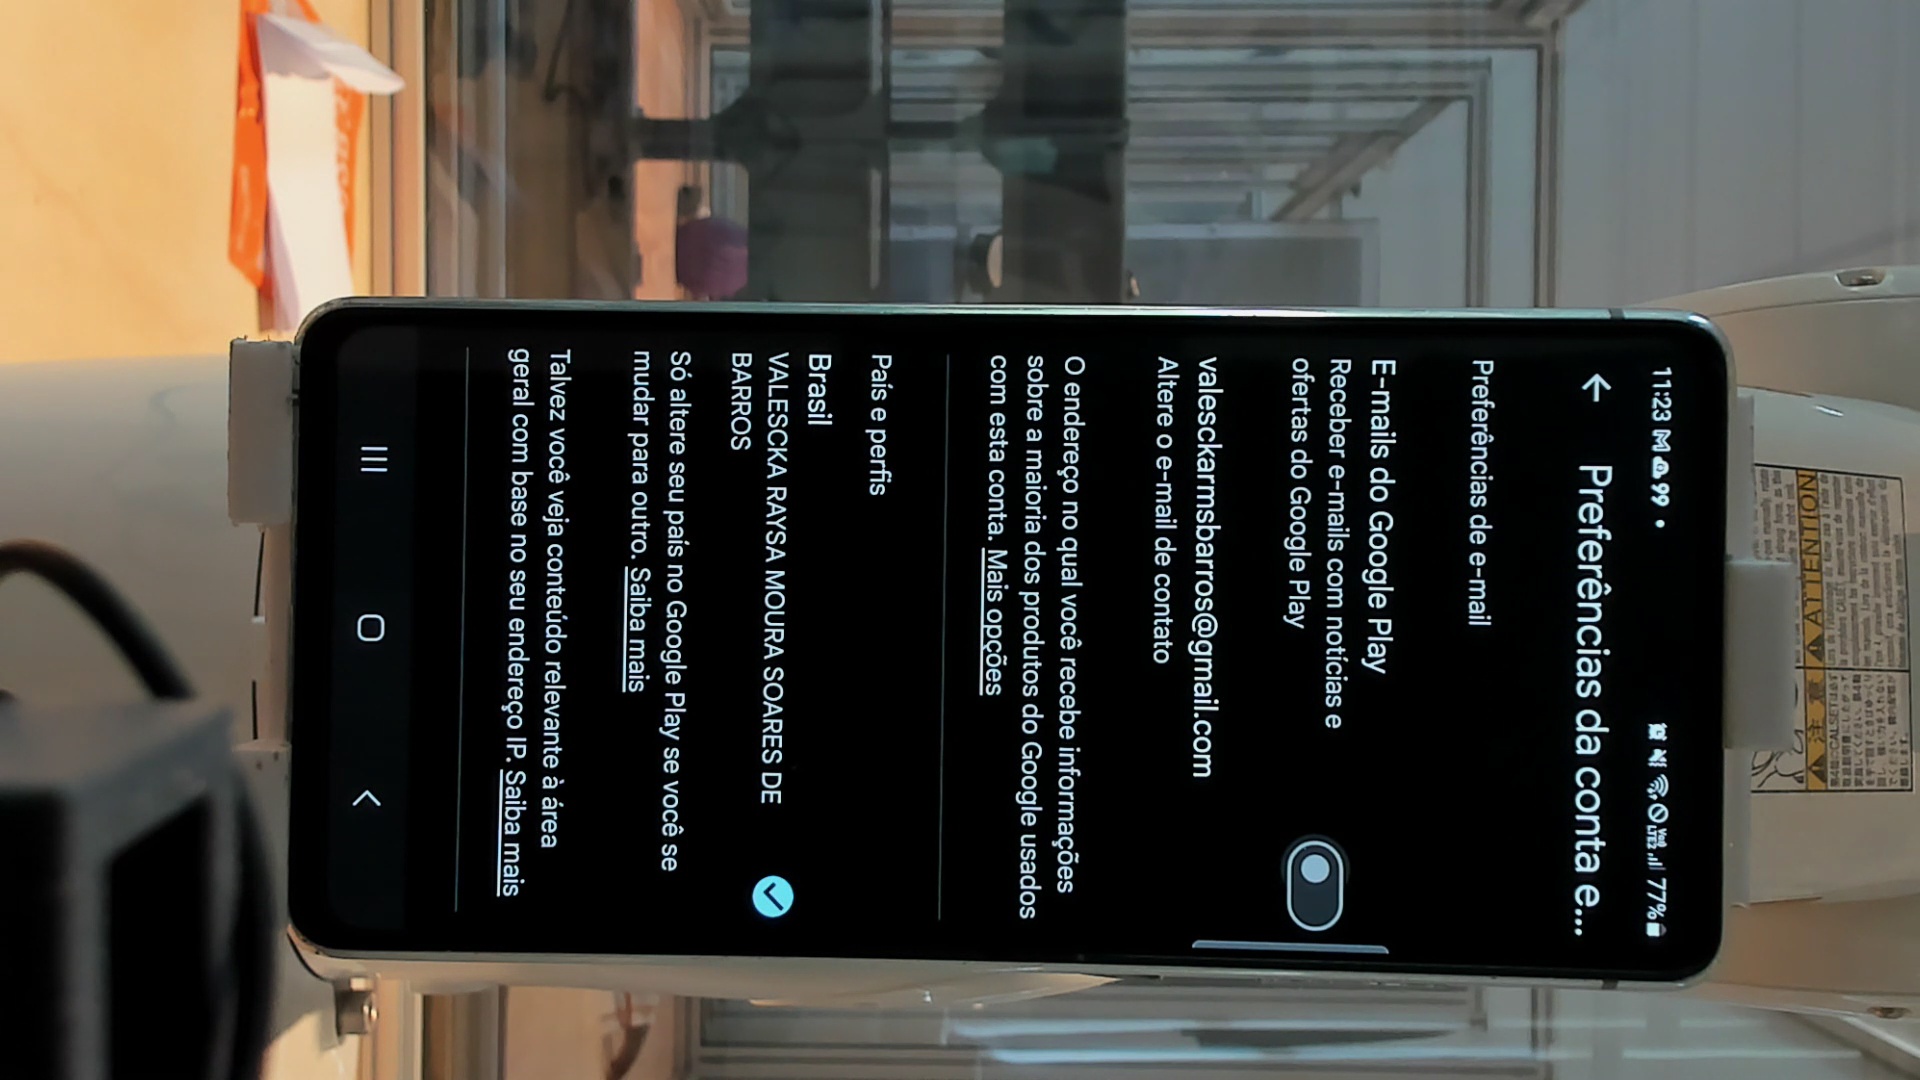 11:23 99 • 77%
← Preferências da conta e...
Preferências de e-mail
E-mails do Google Play
Receber e-mails com notícias e
ofertas do Google Play
valesckarmsbarros@gmail.com
Altere o e-mail de contato
O endereço no qual você recebe informações
sobre a maioria dos produtos do Google usados
com esta conta. Mais opções
País e perfis
Brasil
VALESCKA RAYSA MOURA SOARES DE
BARROS
Só altere seu país no Google Play se você se
mudar para outro. Saiba mais
Talvez você veja conteúdo relevante à área
geral com base no seu endereço IP. Saiba mais
ATTENTION
注意